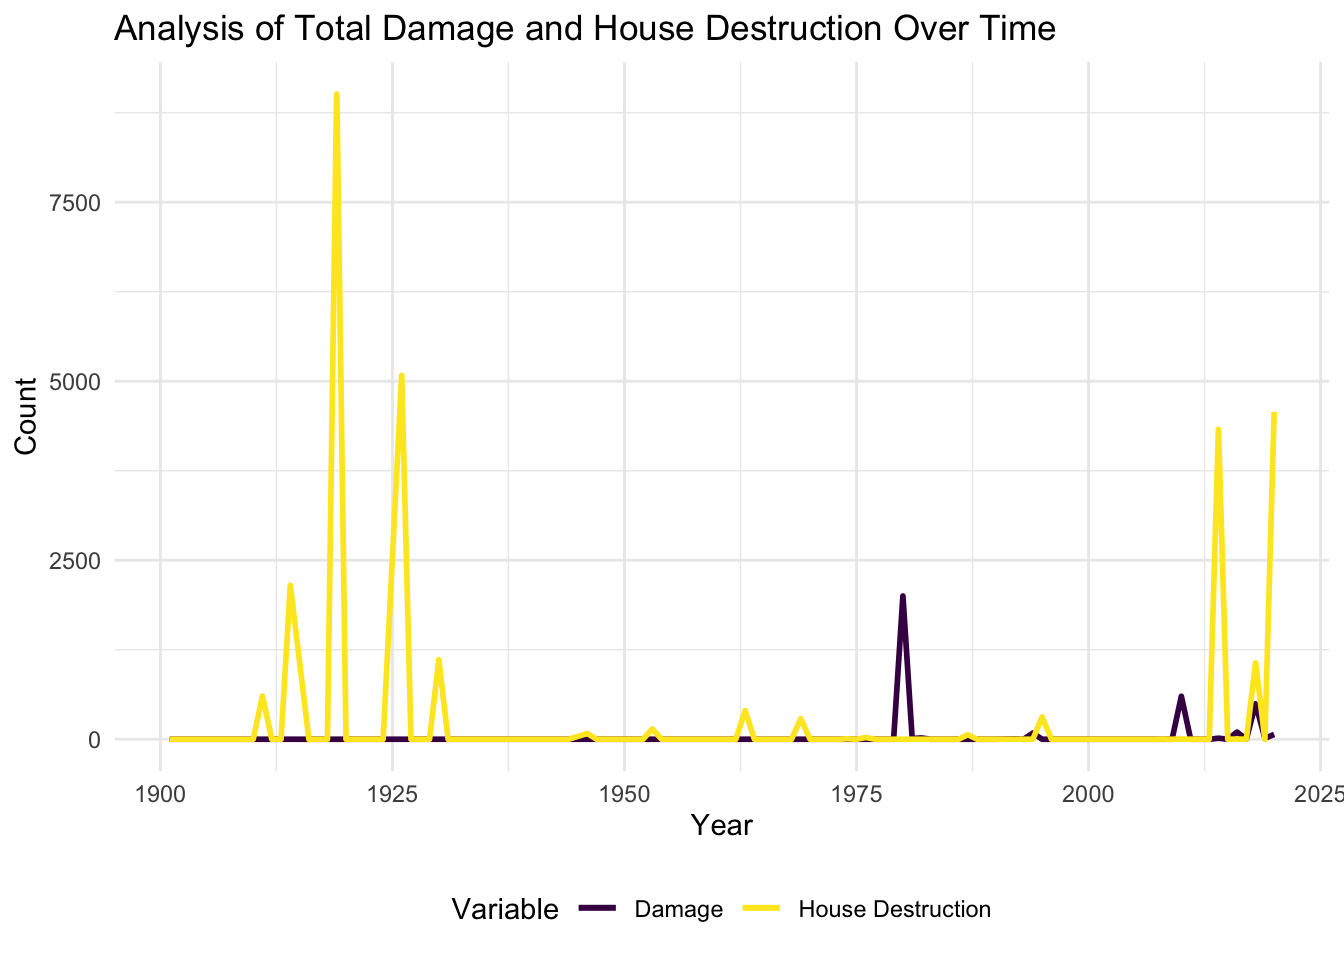 Analysis of Total Damage and House Destruction Over Time
Count
7500
5000
2500
0
1900 1925 1950 1975 2000 2025
Year
Variable Damage House Destruction